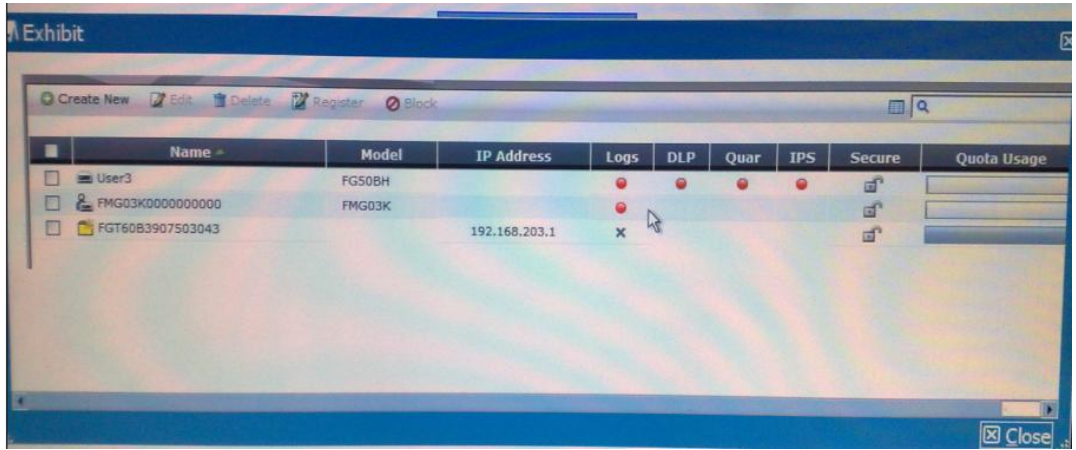 Exhibit
Create New Edit Delete Register Block
Name Model IP Address Logs DLP Quar IPS Secure Quota Usage
User3 FG50BH
FMG03K0000000000 FMG03K
FGT60B3907503043 192.168.203.1
Close